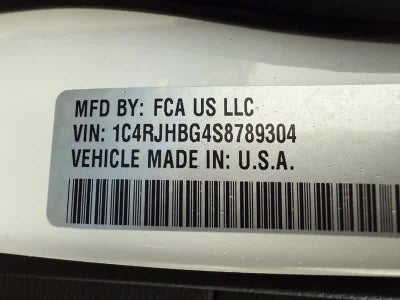 MFD BY: FCA US LLC
VIN: 1C4RJHBG4S8789304
VEHICLE MADE IN: U.S.A.